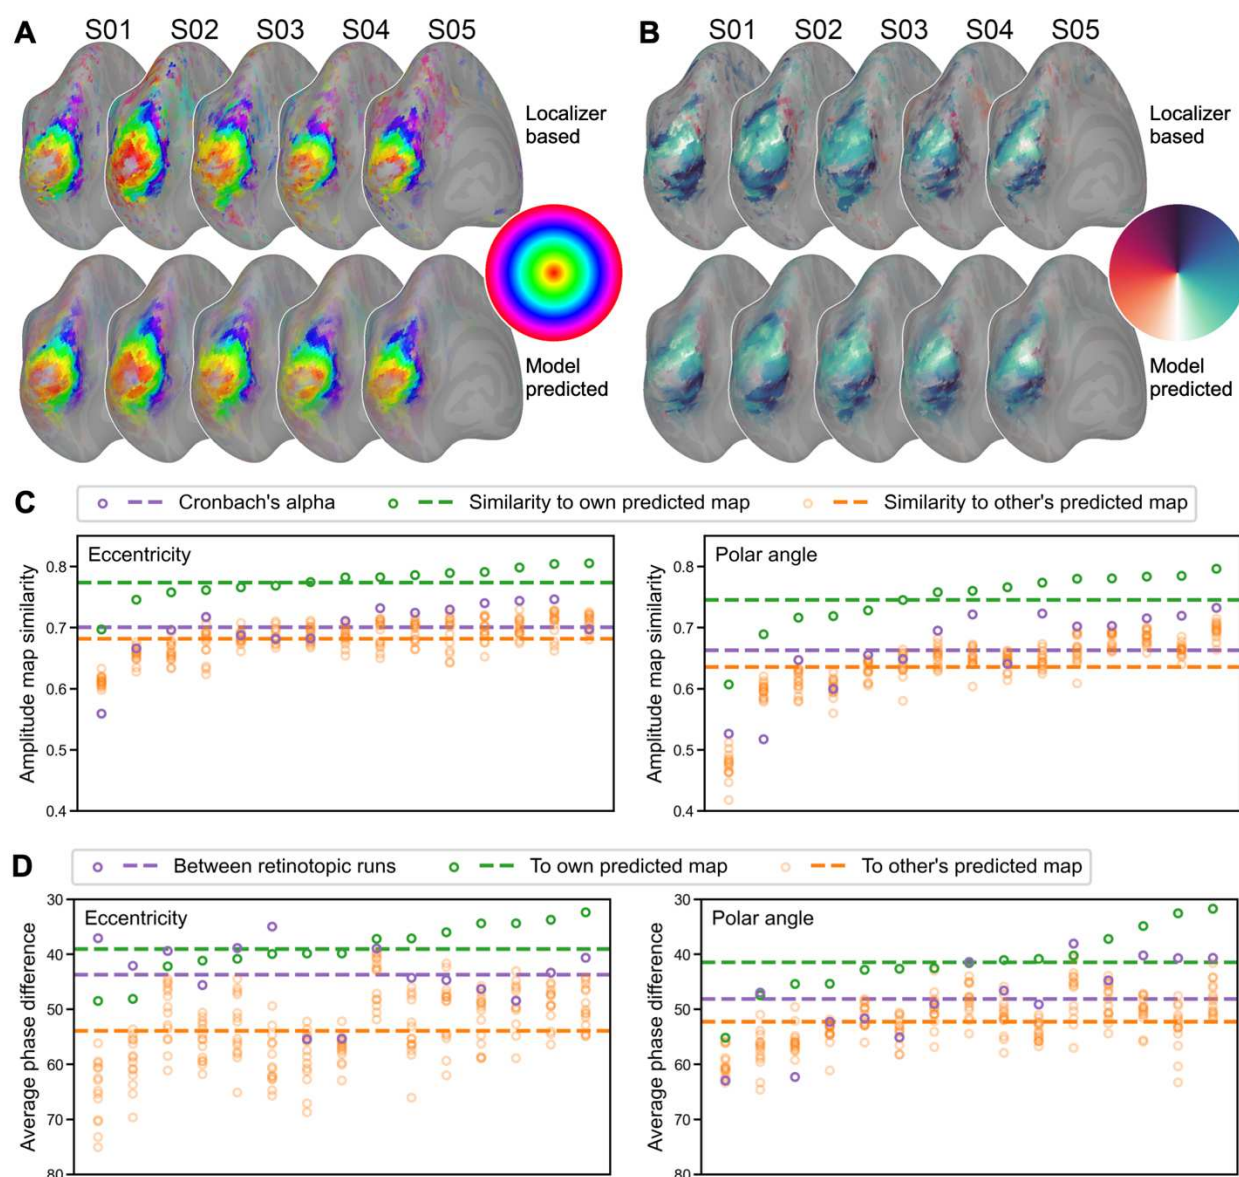 A
S01 S02 S03 S04 S05
Localizer
based
Model
predicted
B
S01 S02 S03 S04 S05
Localizer
based
Model
predicted
C
Cronbach's alpha Similarity to own predicted map Similarity to other's predicted map
Eccentricity
Amplitude map similarity
0.8
0.7
0.6
0.5
0.4
Polar angle
Amplitude map similarity
0.8
0.7
0.6
0.5
0.4
D
Between retinotopic runs To own predicted map To other's predicted map
Eccentricity
Average phase difference
30
40
50
60
70
80
Polar angle
Average phase difference
30
40
50
60
70
80